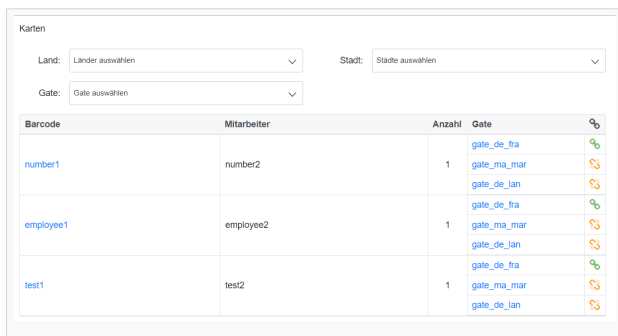 Karten
Land: Länder auswählen Stadt: Städte auswählen
Gate: Gate auswählen
Barcode Mitarbeiter Anzahl Gate
number1 number2 1 gate_de_fra
gate_ma_mar
gate_de_lan
employee1 employee2 1 gate_de_fra
gate_ma_mar
gate_de_lan
test1 test2 1 gate_de_fra
gate_ma_mar
gate_de_lan